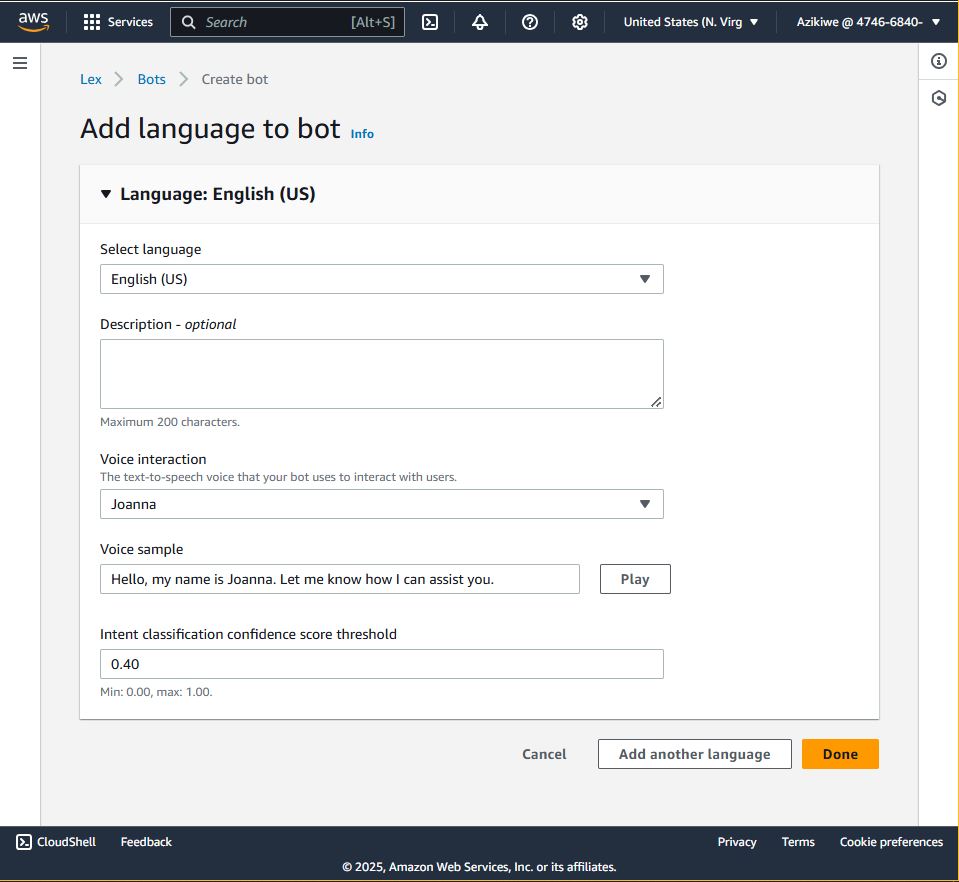 aws Services Search [Alt+S] United States (N. Virg Azikiwe @ 4746-6840-
Lex Bots Create bot
Add language to bot Info
Language: English (US)
Select language
English (US)
Description - optional
Maximum 200 characters.
Voice interaction
The text-to-speech voice that your bot uses to interact with users.
Joanna
Voice sample
Hello, my name is Joanna. Let me know how I can assist you. Play
Intent classification confidence score threshold
0.40
Min: 0.00, max: 1.00.
Cancel Add another language Done
CloudShell Feedback Privacy Terms Cookie preferences
© 2025, Amazon Web Services, Inc. or its affiliates.